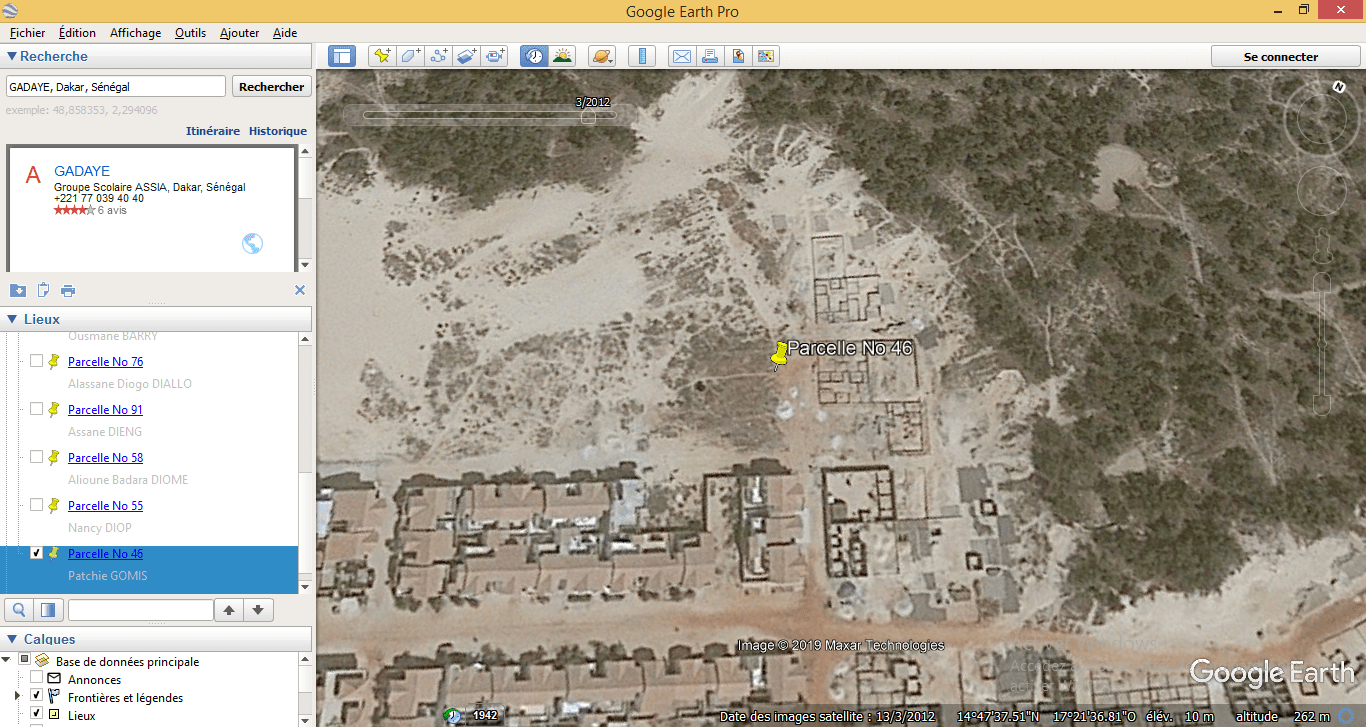 Google Earth Pro
Fichier Édition Affichage Outils Ajouter Aide
Recherche
GADAYE, Dakar, Sénégal
Rechercher
exemple: 48,858353, 2,294096
Itinéraire Historique
A GADAYE
Groupe Scolaire ASSIA, Dakar, Sénégal
+221 77 039 40 40
6 avis
Lieux
Ousmane BARRY
Parcelle No 76
Alassane Diogo DIALLO
Parcelle No 91
Assane DIENG
Parcelle No 58
Alioune Badara DIOME
Parcelle No 55
Nancy DIOP
Parcelle No 46
Patchie GOMIS
Calques
Base de données principale
Annonces
Frontières et légendes
Lieux
Se connecter
3/2012
N
Parcelle No 46
Image © 2019 Maxar Technologies
Google Earth
1942
Date des images satellite : 13/3/2012 14°47'37.51"N 17°21'36.81"O élév. 10 m altitude 262 m